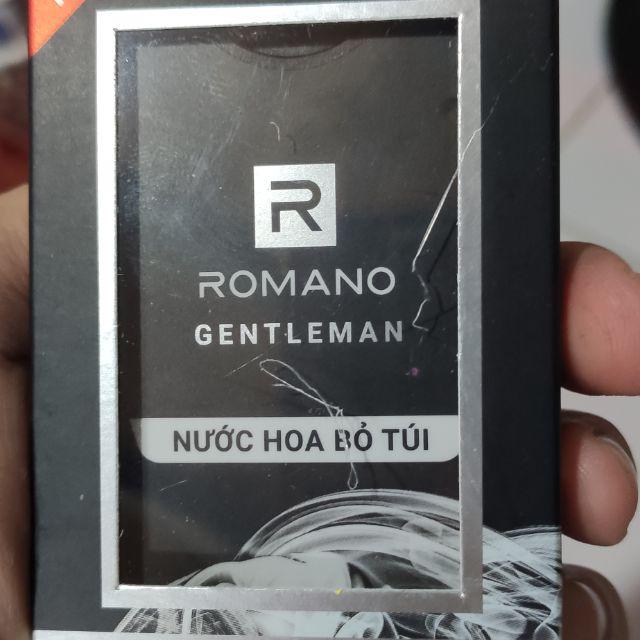 R
ROMANO
GENTLEMAN
NƯỚC HOA BỎ TÚI